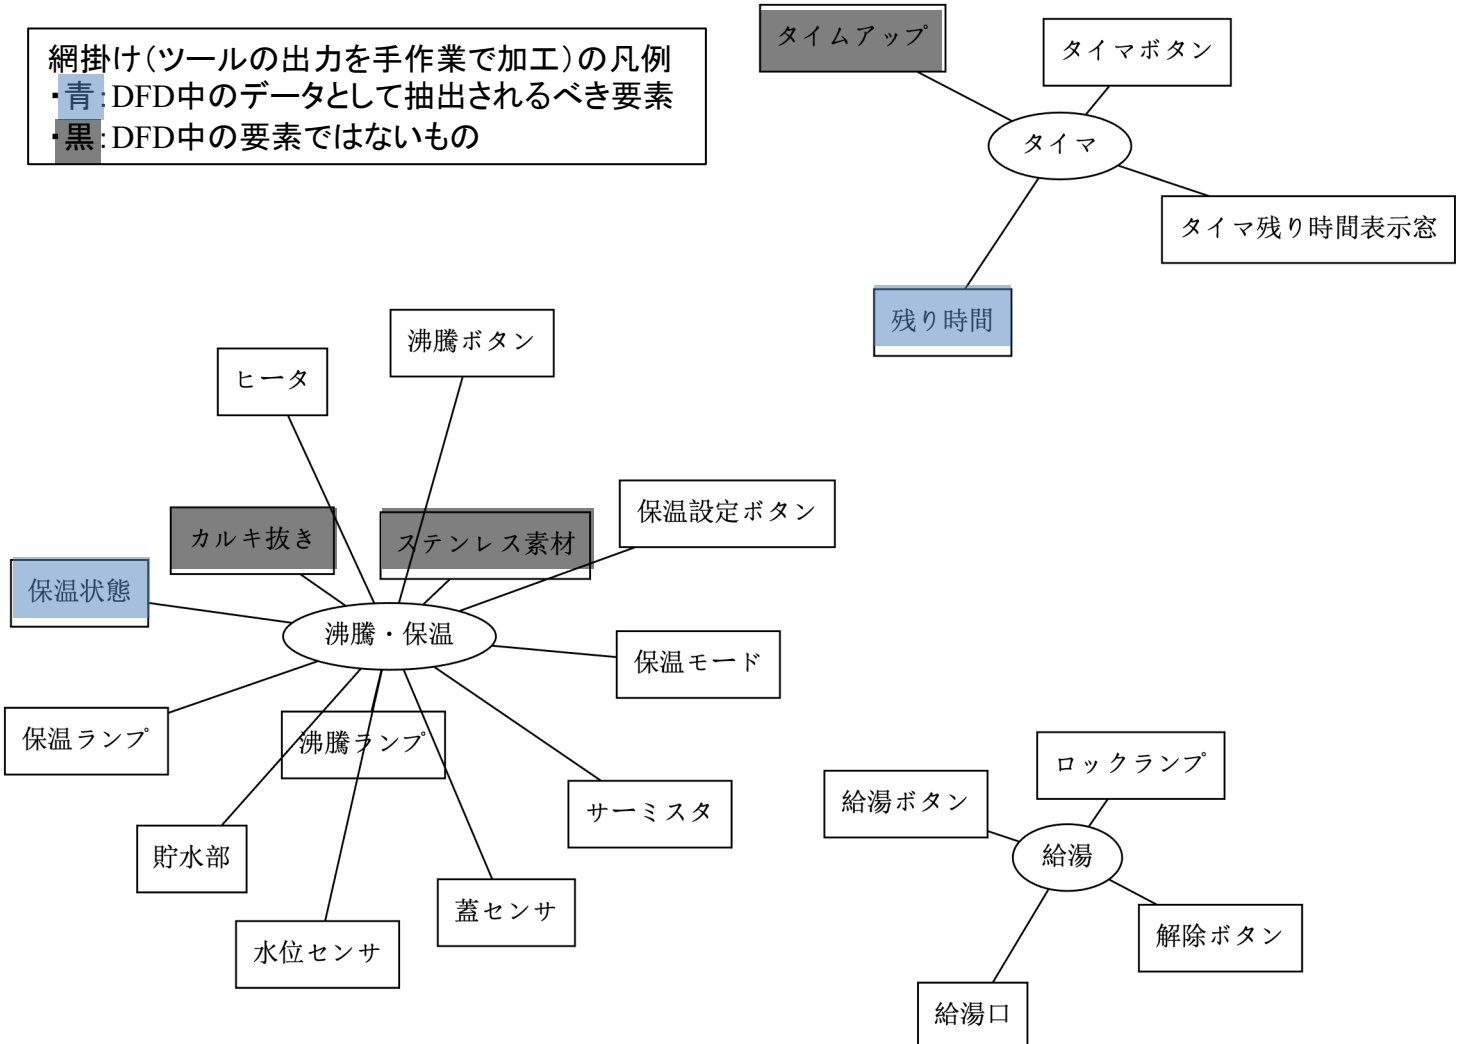 網掛け(ツールの出力を手作業で加工)の凡例
・青:DFD中のデータとして抽出されるべき要素
・黒:DFD中の要素ではないもの
タイムアップ
タイマボタン
タイマ
タイマ残り時間表示窓
残り時間
沸騰ボタン
ヒータ
保温設定ボタン
カルキ抜き
ステンレス素材
保温状態
沸騰・保温
保温モード
保温ランプ
沸騰ランプ
サーミスタ
貯水部
蓋センサ
水位センサ
ロックランプ
給湯ボタン
給湯
解除ボタン
給湯口